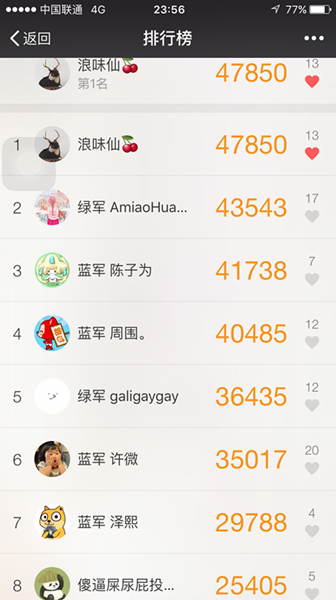 中国联通 4G 23:56 77%
返回 排行榜
浪味仙 47850 13
第1名
1 浪味仙 47850 13
2 绿军 AmiaoHua... 43543 17
3 蓝军 陈子为 41738 7
4 蓝军 周围。 40485 12
5 绿军 galigaygay 36435 12
6 蓝军 许微 35017 20
7 蓝军 泽熙 29788 4
8 傻逼屎尿屁投... 25405 5